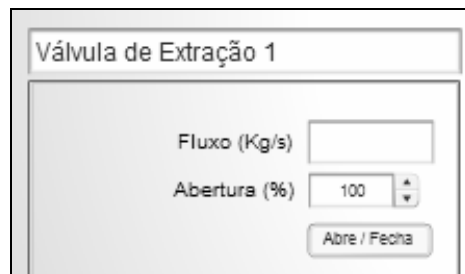 Válvula de Extração 1
Fluxo (Kg/s)
Abertura (%) 100
Abre / Fecha